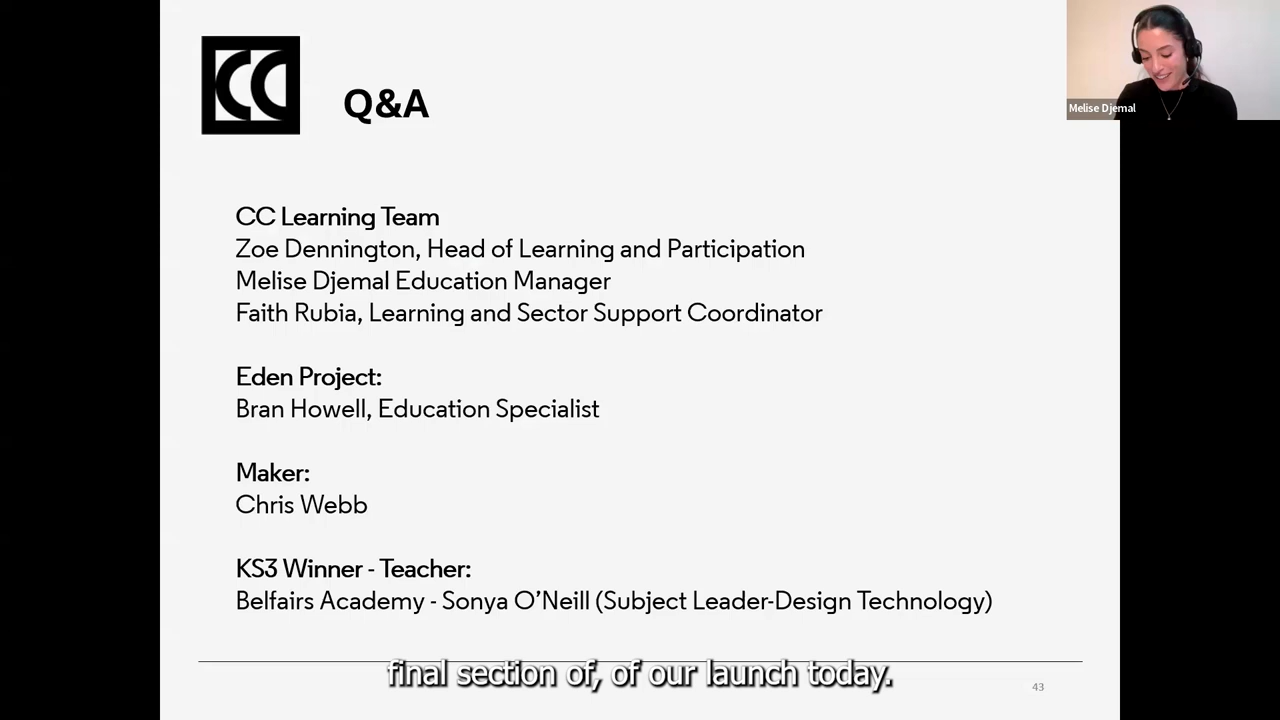 CC
Q&A
Melise Djemal
CC Learning Team
Zoe Dennington, Head of Learning and Participation
Melise Djemal Education Manager
Faith Rubia, Learning and Sector Support Coordinator
Eden Project:
Bran Howell, Education Specialist
Maker:
Chris Webb
KS3 Winner - Teacher:
Belfairs Academy - Sonya O’Neill (Subject Leader-Design Technology)
final section of, of our launch today.
43